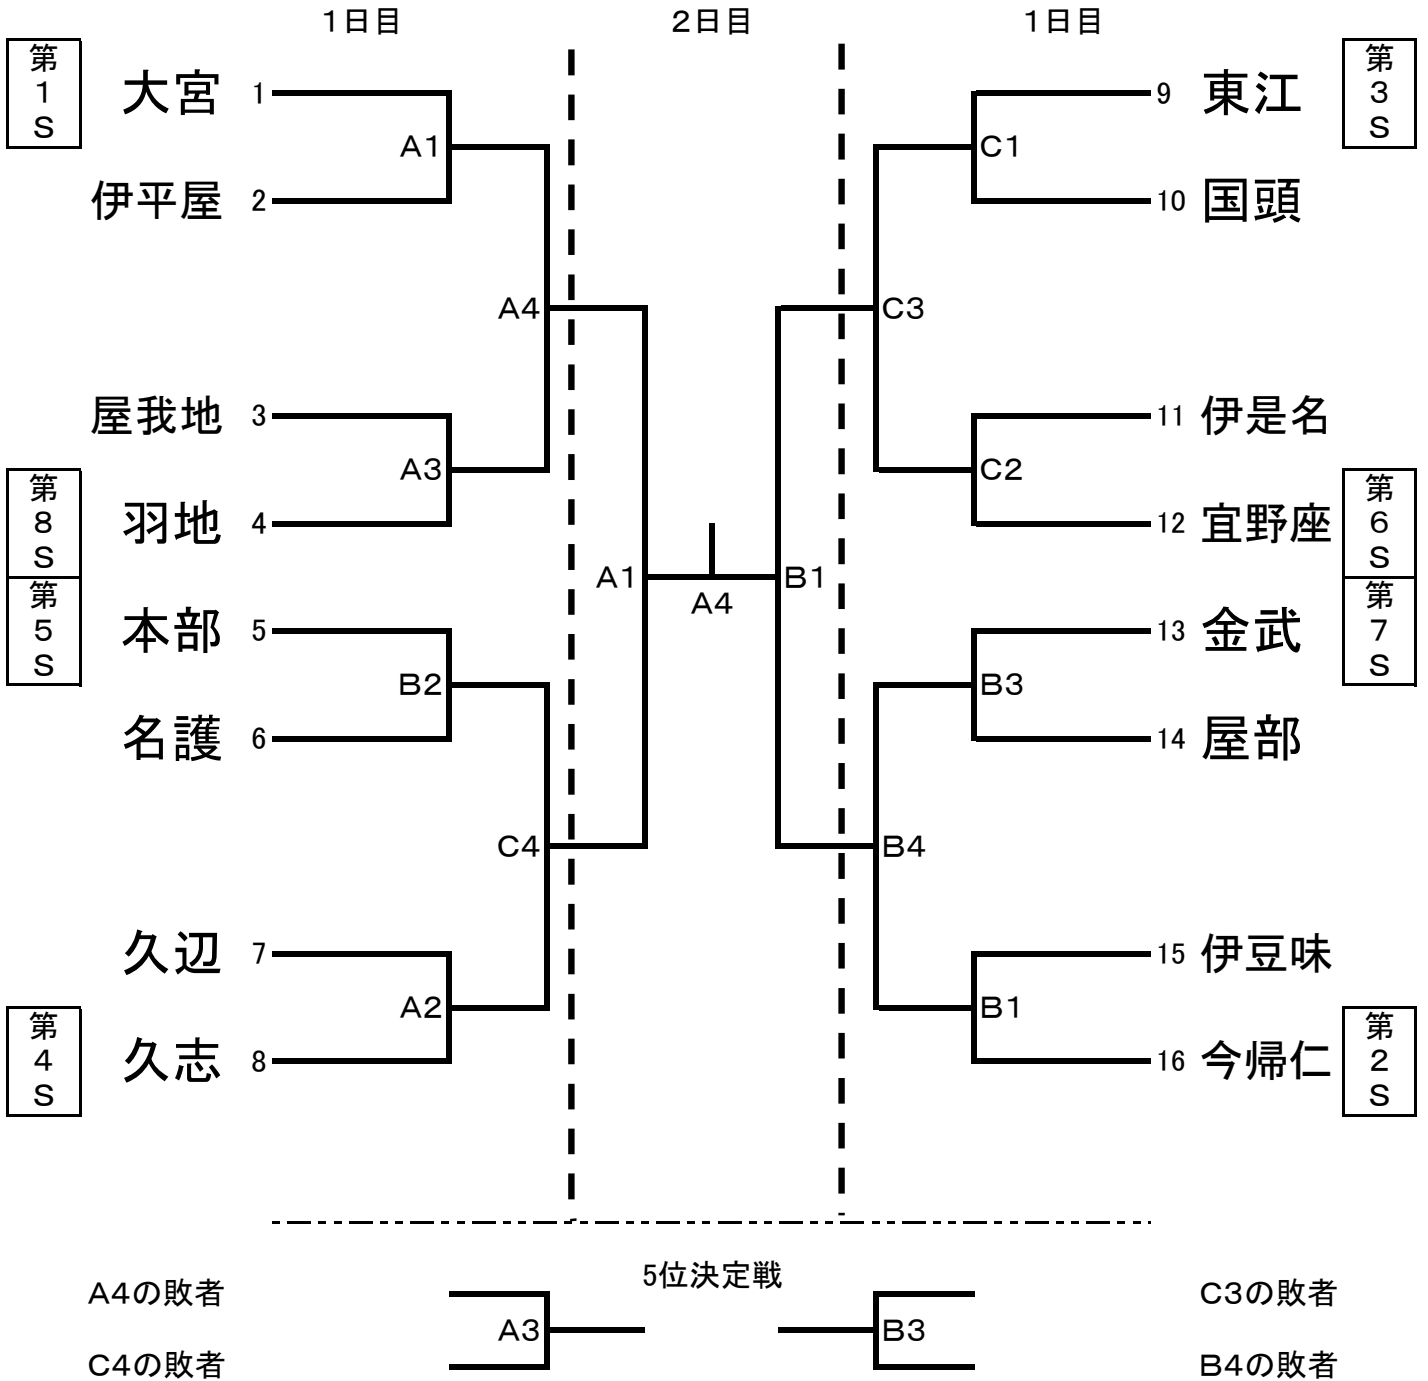 1日目
2日目
1日目
第1S
大宮 1
A1
伊平屋 2
A4
屋我地 3
A3
第8S
羽地 4
第5S
本部 5
B2
名護 6
C4
久辺 7
A2
第4S
久志 8
A1
A4
B1
9 東江
第3S
C1
10 国頭
C3
11 伊是名
C2
12 宜野座
第6S
13 金武
第7S
B3
14 屋部
B4
15 伊豆味
B1
16 今帰仁
第2S
5位決定戦
A4の敗者
A3
C4の敗者
C3の敗者
B3
B4の敗者